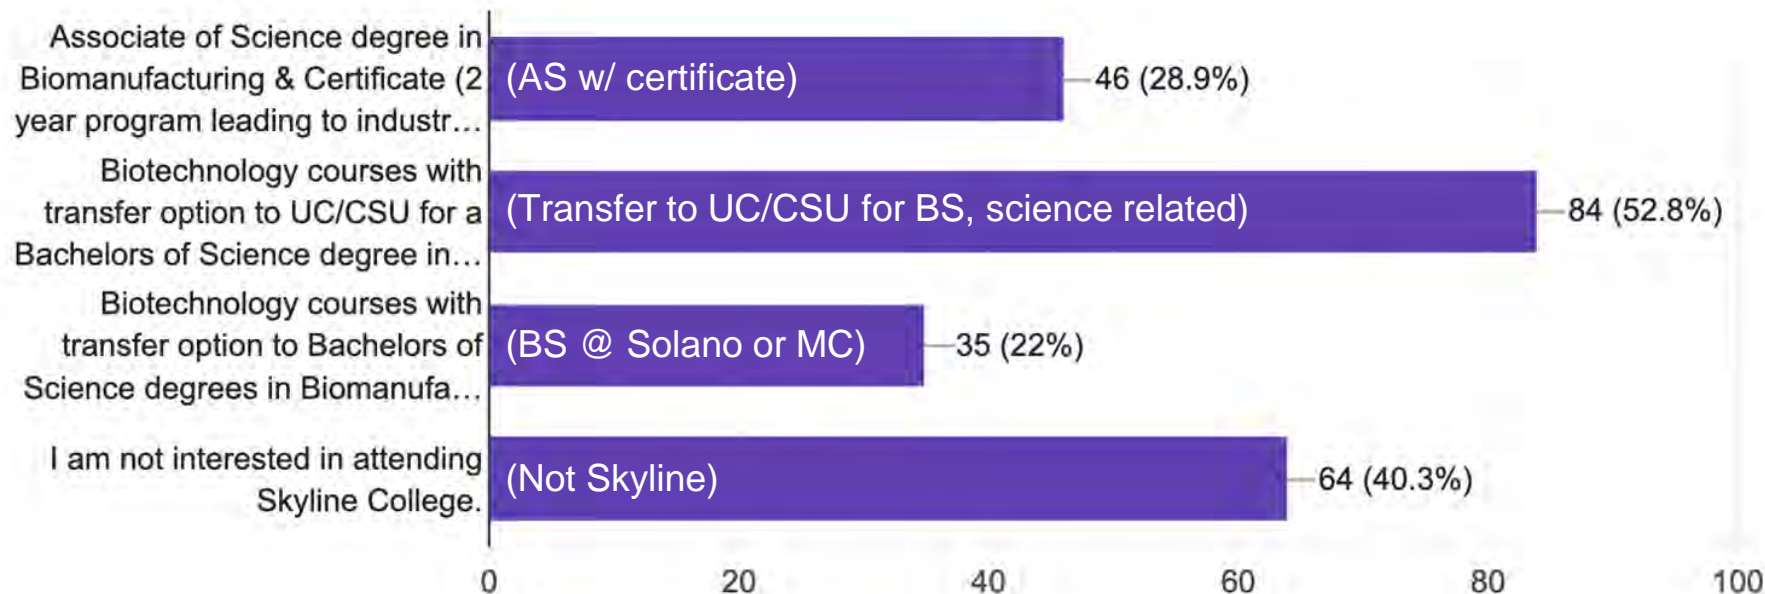 Associate of Science degree in
Biomanufacturing & Certificate (2
year program leading to industr…
(AS w/ certificate)
46 (28.9%)
Biotechnology courses with
transfer option to UC/CSU for a
Bachelors of Science degree in…
(Transfer to UC/CSU for BS, science related)
84 (52.8%)
Biotechnology courses with
transfer option to Bachelors of
Science degrees in Biomanufa…
(BS @ Solano or MC)
35 (22%)
I am not interested in attending
Skyline College.
(Not Skyline)
64 (40.3%)
0 20 40 60 80 100